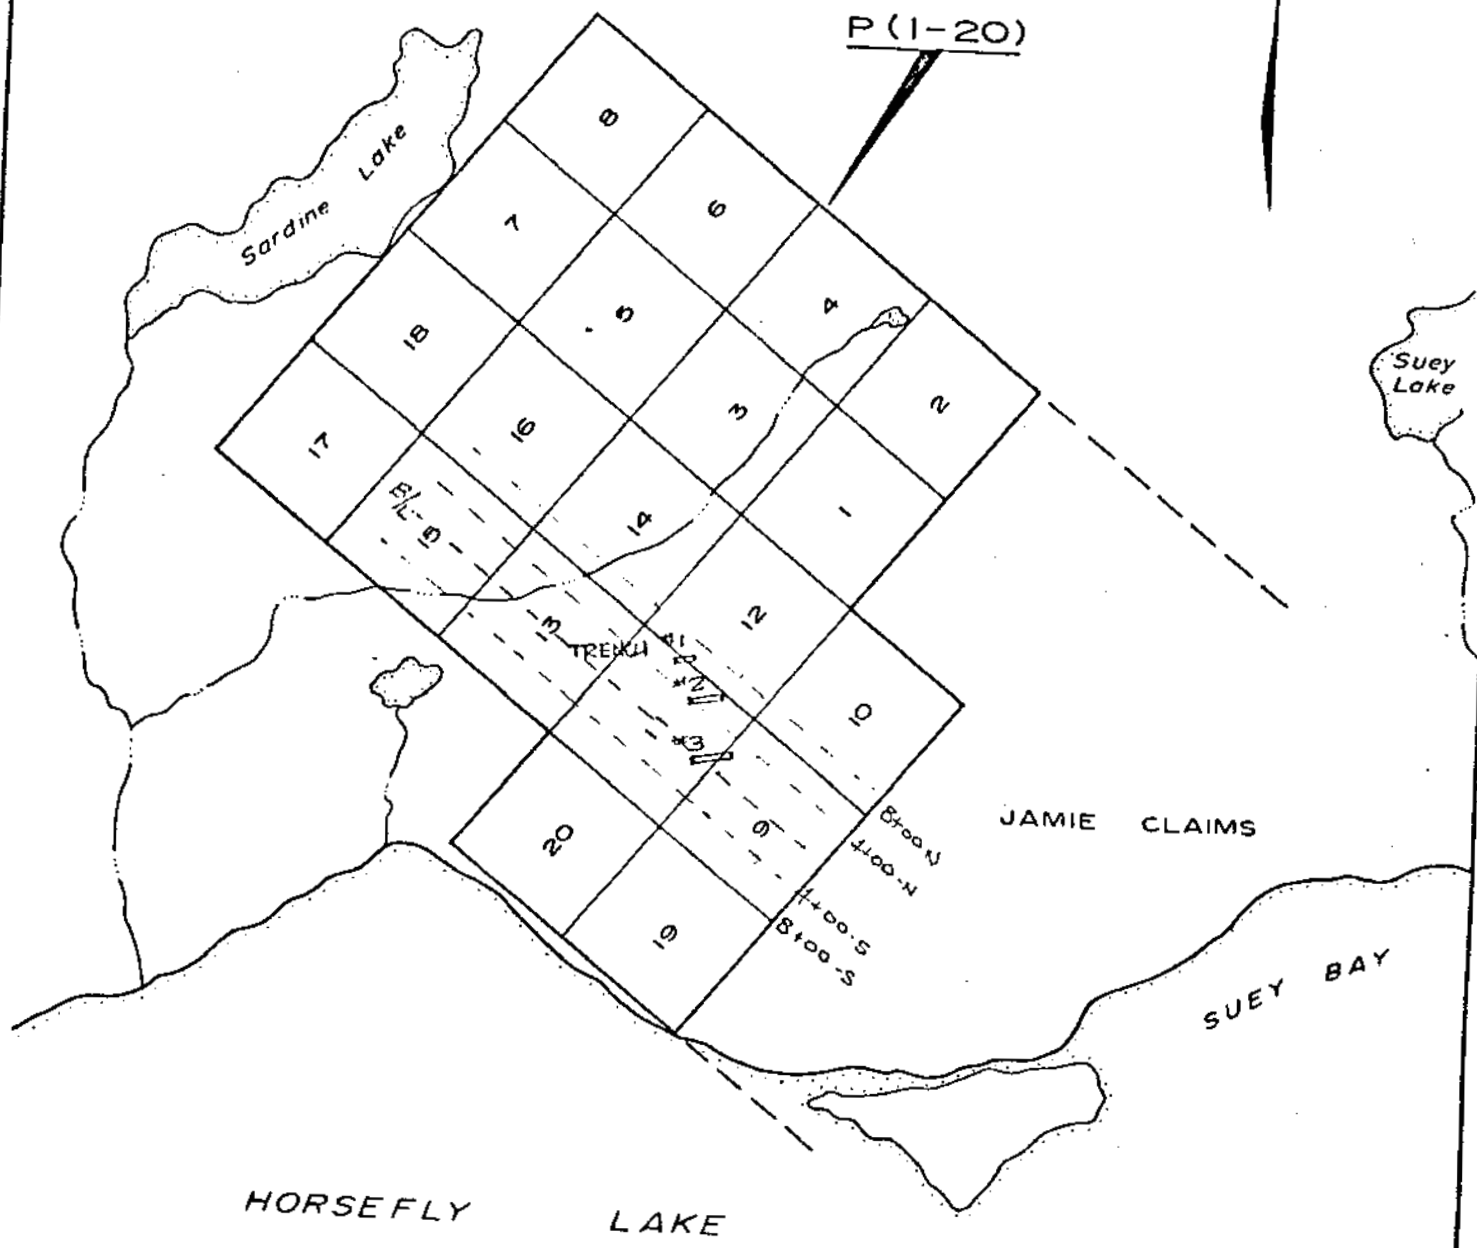 P (1-20)
Sardine Lake
8
7
6
18
5
4
Suey
Lake
17
16
3
2
B/L
15
14
1
13
TRENCH #1
12
#2
10
#3
20
9
8+00 N
4+00-N
JAMIE CLAIMS
4+00-S
19
8+00-S
SUEY BAY
HORSEFLY LAKE